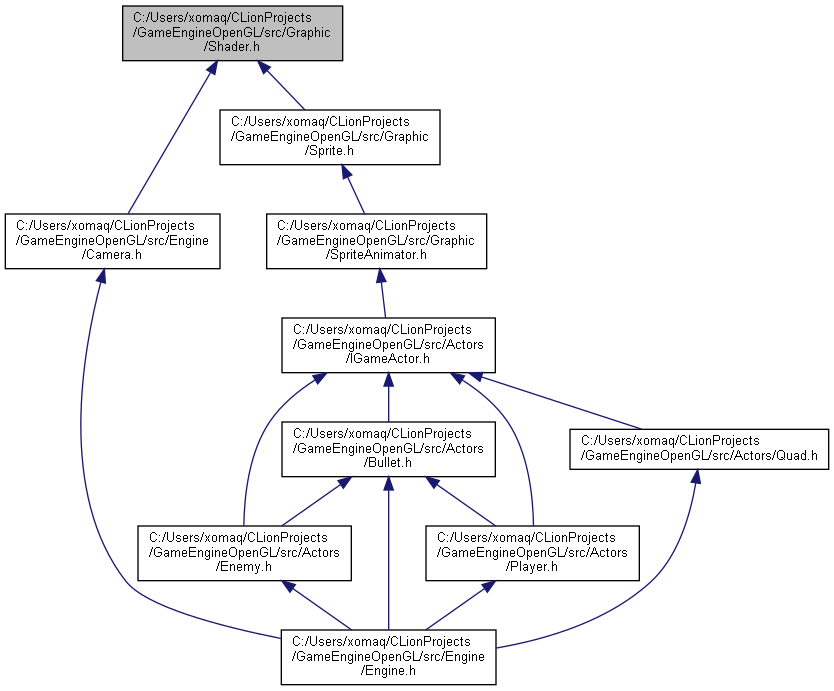 C:/Users/xomaq/CLionProjects
/GameEngineOpenGL/src/Graphic
/Shader.h
C:/Users/xomaq/CLionProjects
/GameEngineOpenGL/src/Graphic
/Sprite.h
C:/Users/xomaq/CLionProjects
/GameEngineOpenGL/src/Engine
/Camera.h
C:/Users/xomaq/CLionProjects
/GameEngineOpenGL/src/Graphic
/SpriteAnimator.h
C:/Users/xomaq/CLionProjects
/GameEngineOpenGL/src/Actors
/IGameActor.h
C:/Users/xomaq/CLionProjects
/GameEngineOpenGL/src/Actors
/Bullet.h
C:/Users/xomaq/CLionProjects
/GameEngineOpenGL/src/Actors/Quad.h
C:/Users/xomaq/CLionProjects
/GameEngineOpenGL/src/Actors
/Enemy.h
C:/Users/xomaq/CLionProjects
/GameEngineOpenGL/src/Actors
/Player.h
C:/Users/xomaq/CLionProjects
/GameEngineOpenGL/src/Engine
/Engine.h